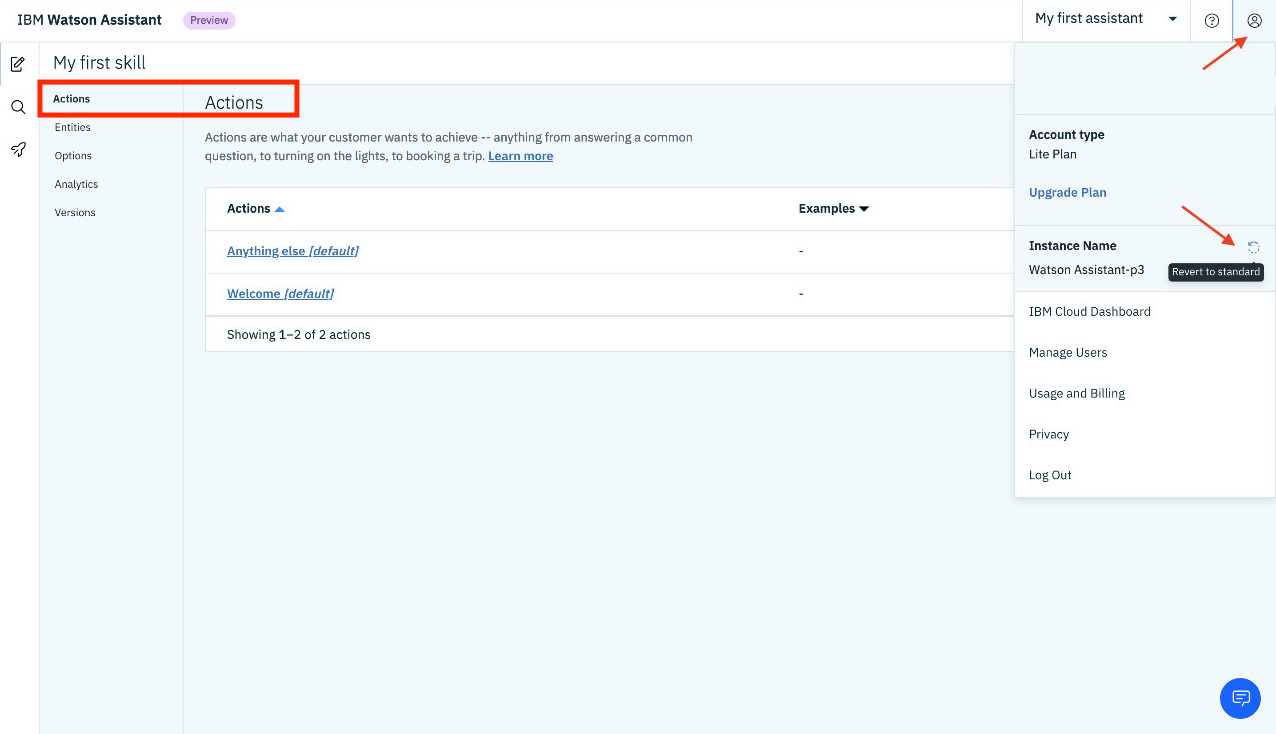 IBM Watson Assistant
Preview
My first assistant
My first skill
Actions
Entities
Options
Analytics
Versions
Actions
Actions are what your customer wants to achieve -- anything from answering a common
question, to turning on the lights, to booking a trip. Learn more
Actions
Examples
Anything else [default]
-
Welcome [default]
-
Showing 1–2 of 2 actions
Account type
Lite Plan
Upgrade Plan
Instance Name
Watson Assistant-p3
Revert to standard
IBM Cloud Dashboard
Manage Users
Usage and Billing
Privacy
Log Out